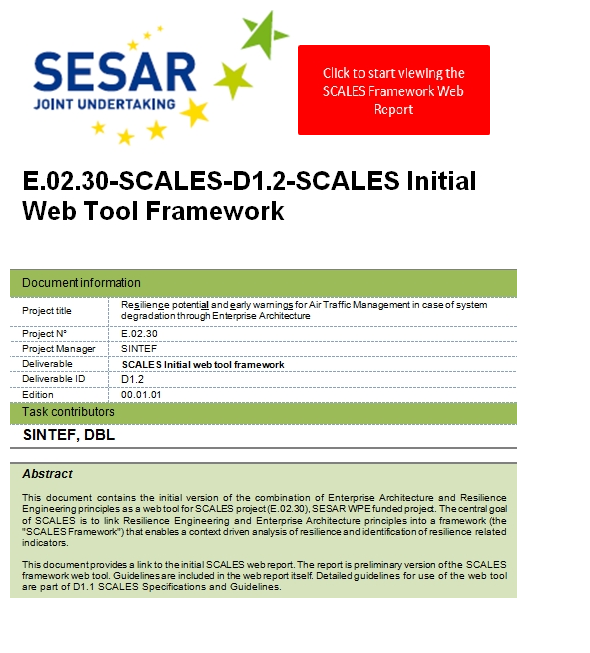 SESAR
JOINT UNDERTAKING
Click to start viewing the
SCALES Framework Web
Report
E.02.30-SCALES-D1.2-SCALES Initial
Web Tool Framework
Document information
Project title
Resilience potential and early warnings for Air Traffic Management in case of system
degradation through Enterprise Architecture
Project N° E.02.30
Project Manager SINTEF
Deliverable SCALES Initial web tool framework
Deliverable ID D1.2
Edition 00.01.01
Task contributors
SINTEF, DBL
Abstract
This document contains the initial version of the combination of Enterprise Architecture and Resilience
Engineering principles as a web tool for SCALES project (E.02.30), SESAR WPE funded project. The central goal
of SCALES is to link Resilience Engineering and Enterprise Architecture principles into a framework (the
"SCALES Framework") that enables a context driven analysis of resilience and identification of resilience related
indicators.
This document provides a link to the initial SCALES web report. The report is preliminary version of the SCALES
framework web tool. Guidelines are included in the web report itself. Detailed guidelines for use of the web tool
are part of D1.1 SCALES Specifications and Guidelines.